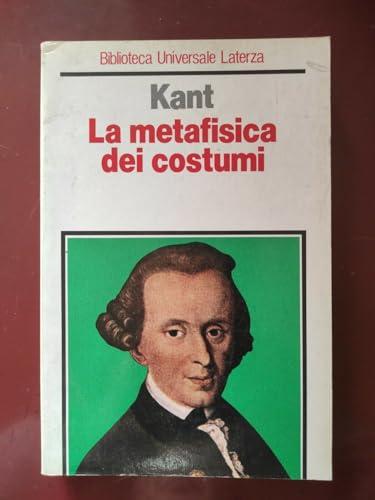 Biblioteca Universale Laterza
Kant
La metafisica
dei costumi